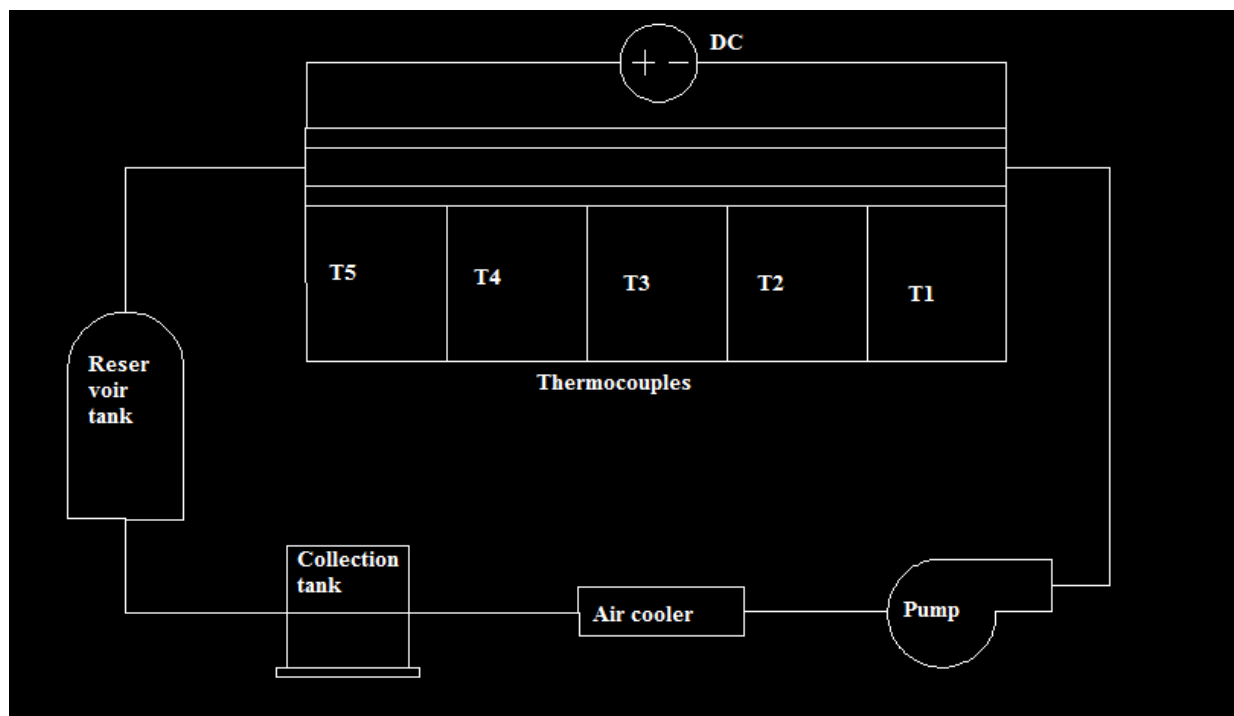 DC
T5
T4
T3
T2
T1
Thermocouples
Reser
voir
tank
Collection
tank
Air cooler
Pump